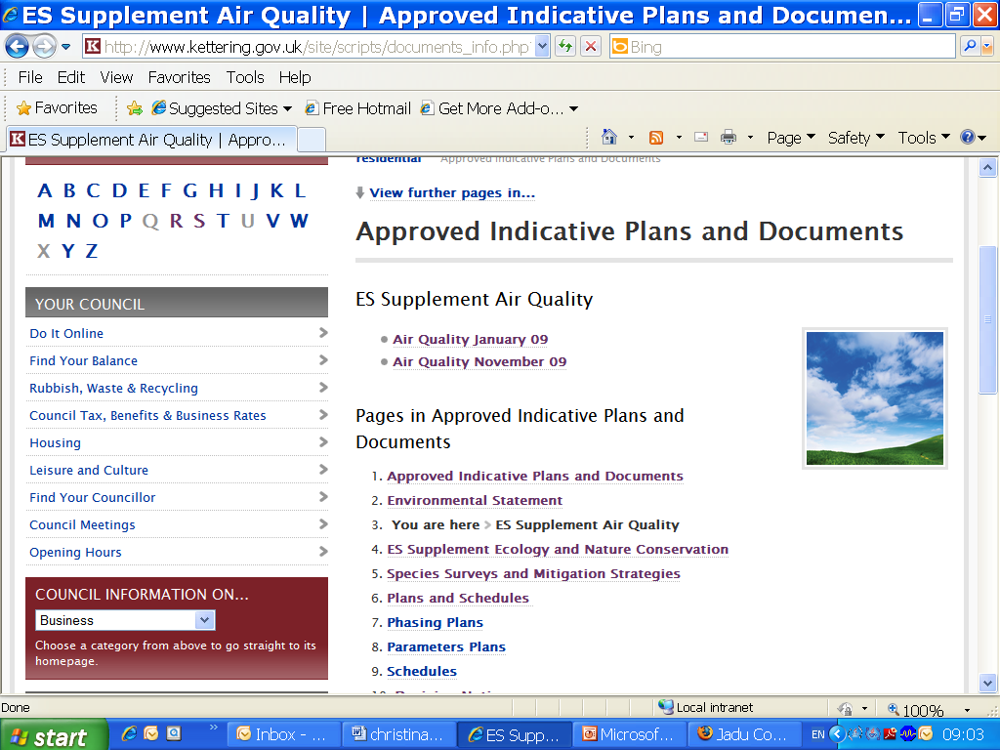 ES Supplement Air Quality | Approved Indicative Plans and Documen...
http://www.kettering.gov.uk/site/scripts/documents_info.php?
Bing
File Edit View Favorites Tools Help
Favorites Suggested Sites Free Hotmail Get More Add-o...
ES Supplement Air Quality | Appro...
Page Safety Tools
residential Approved Indicative Plans and Documents
A B C D E F G H I J K L
M N O P Q R S T U V W
X Y Z
View further pages in...
Approved Indicative Plans and Documents
YOUR COUNCIL
Do It Online
Find Your Balance
Rubbish, Waste & Recycling
Council Tax, Benefits & Business Rates
Housing
Leisure and Culture
Find Your Councillor
Council Meetings
Opening Hours
COUNCIL INFORMATION ON...
Business
Choose a category from above to go straight to its
homepage.
ES Supplement Air Quality
Air Quality January 09
Air Quality November 09
Pages in Approved Indicative Plans and
Documents
1. Approved Indicative Plans and Documents
2. Environmental Statement
3. You are here > ES Supplement Air Quality
4. ES Supplement Ecology and Nature Conservation
5. Species Surveys and Mitigation Strategies
6. Plans and Schedules
7. Phasing Plans
8. Parameters Plans
9. Schedules
Done
Local intranet
100%
start
Inbox - ...
christina...
ES Supp...
Microsof...
Jadu Co...
EN
09:03